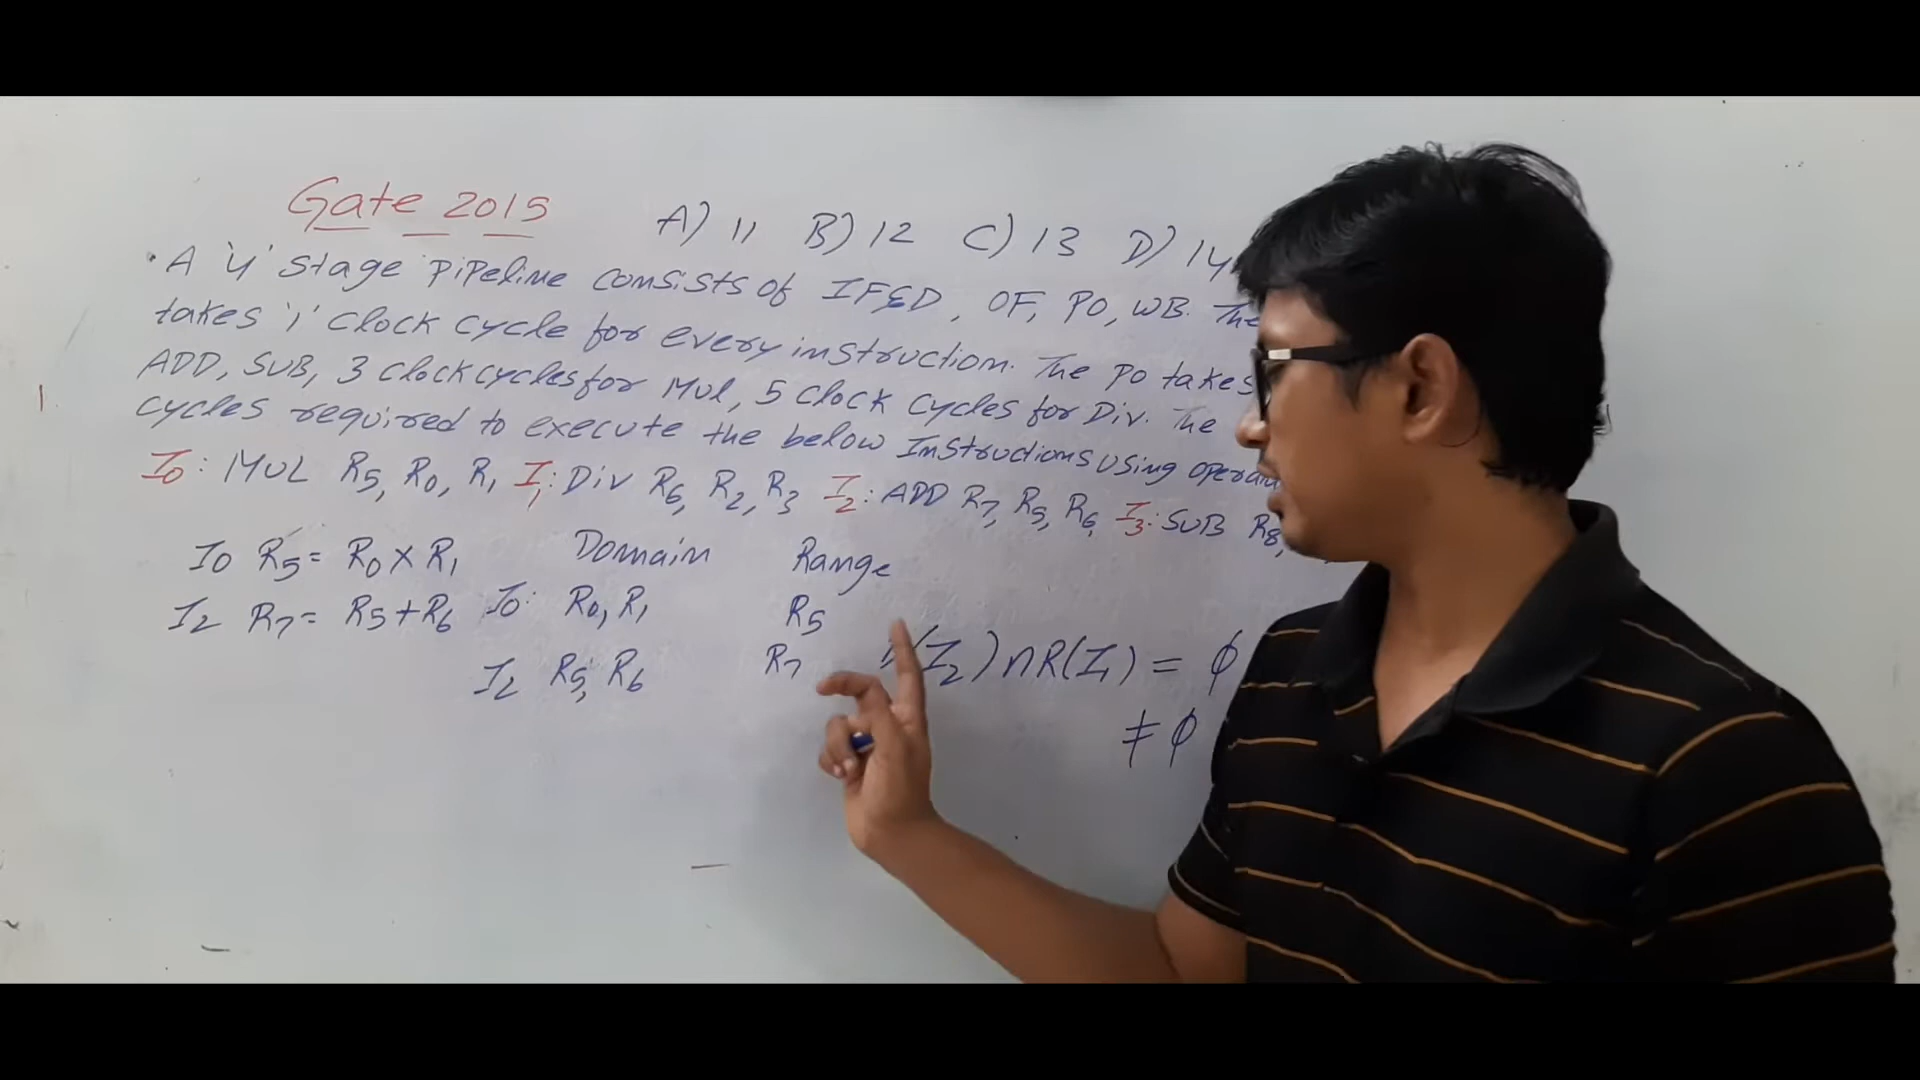 Gate 2015
A) 11 B) 12 C) 13 D) 14
• A '4' stage pipeline consists of IF&D, OF, PO, WB. The
takes '1' clock cycle for every instruction. The PO takes
ADD, SUB, 3 clock cycles for MUL, 5 clock cycles for Div. The
cycles required to execute the below Instructions using
I0: MUL R5, R0, R1 I1: Div R6, R2, R3 I2: ADD R7, R5, R6, I3: SUB R8,
I0 R5 = R0 x R1 Domain Range
I2 R7 = R5 + R6 I0: R0, R1 R5
I2 R5, R6 R7 (I2) ∩ R(I1) = ϕ
≠ ϕ